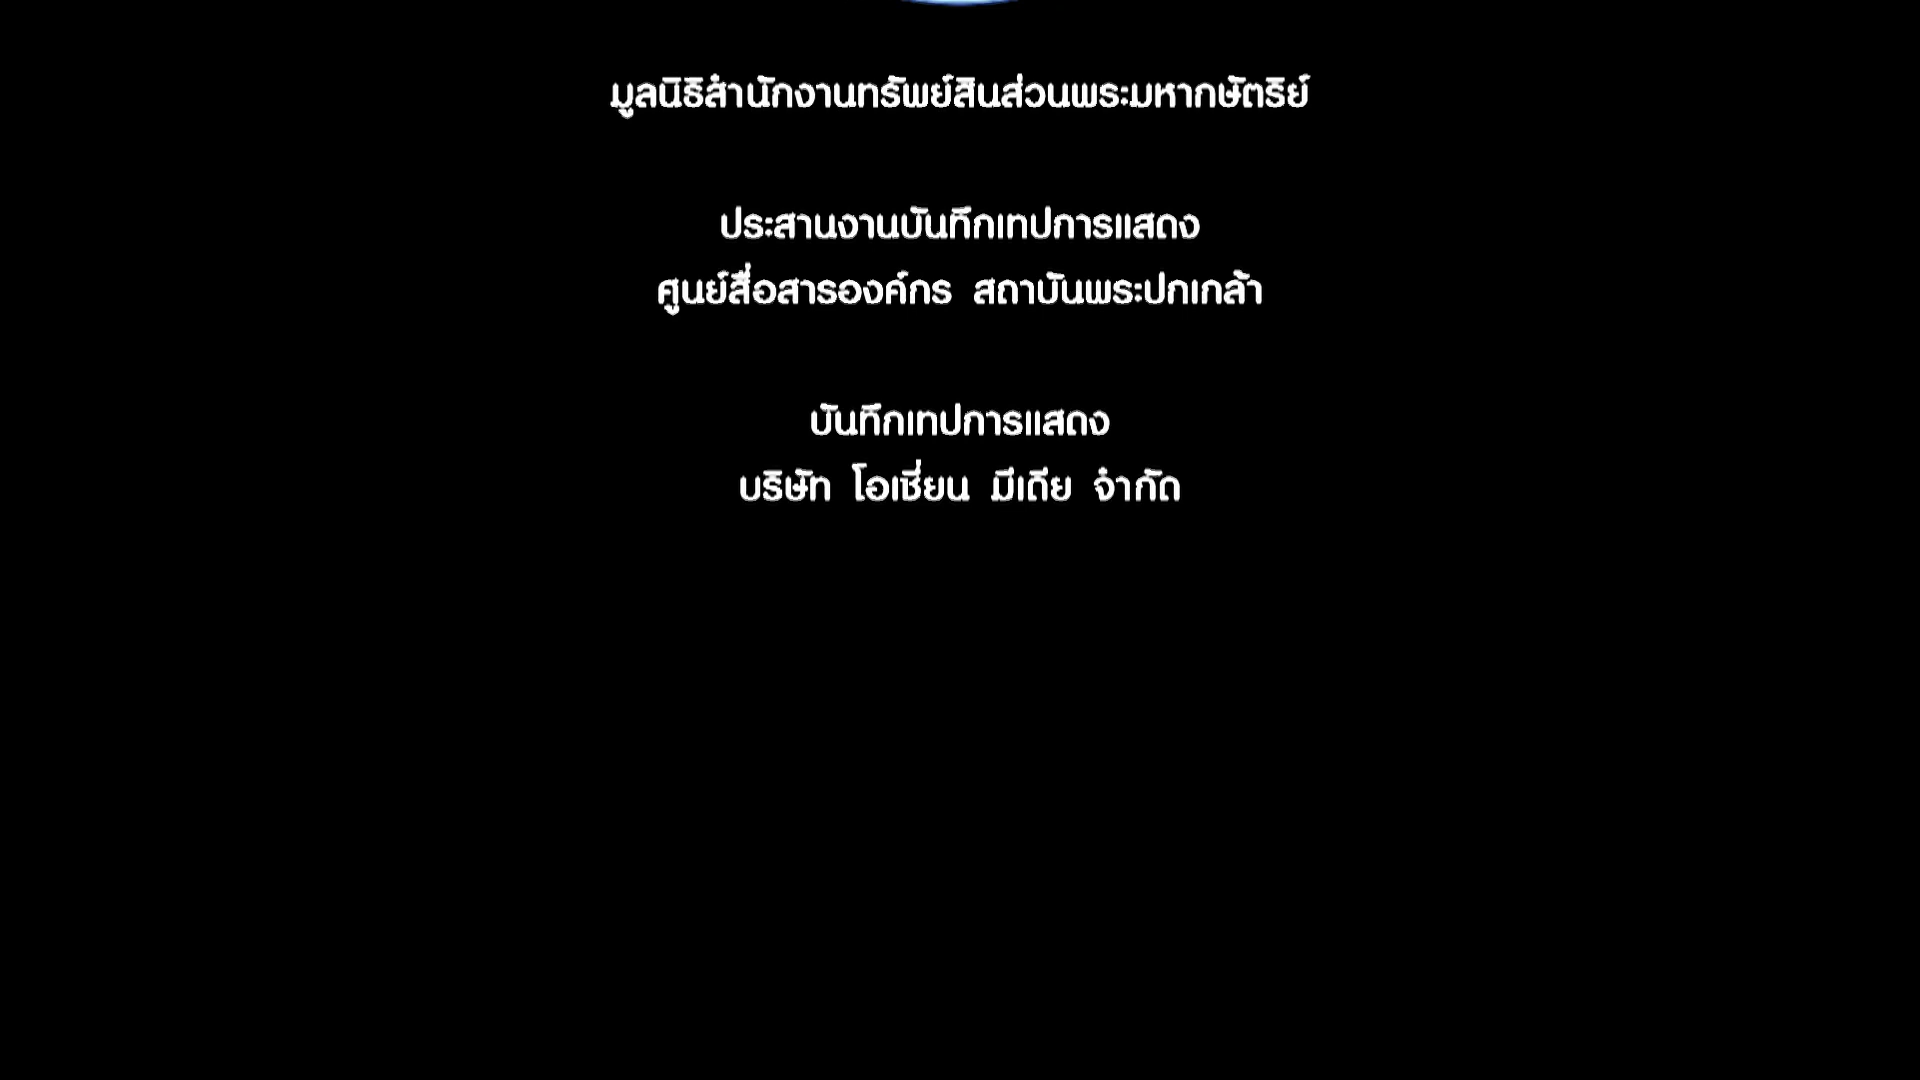 มูลนิธิสำนักงานทรัพย์สินส่วนพระมหากษัตริย์
ประสานงานบันทึกเทปการแสดง
ศูนย์สื่อสารองค์กร สถาบันพระปกเกล้า
บันทึกเทปการแสดง
บริษัท โอเชี่ยน มีเดีย จำกัด